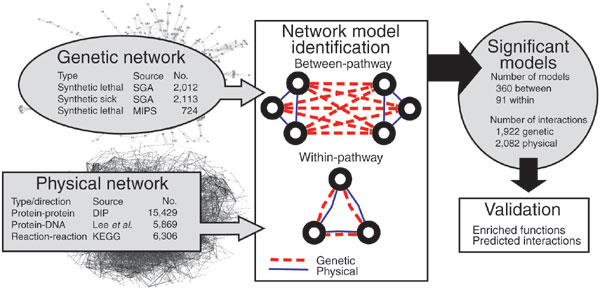 Genetic network
Type Source No.
Synthetic lethal SGA 2,012
Synthetic sick SGA 2,113
Synthetic lethal MIPS 724
Physical network
Type/direction Source No.
Protein-protein DIP 15,429
Protein-DNA Lee et al. 5,869
Reaction-reaction KEGG 6,306
Network model
identification
Between-pathway
Within-pathway
Genetic
Physical
Significant
models
Number of models
360 between
91 within
Number of interactions
1,922 genetic
2,082 physical
Validation
Enriched functions
Predicted interactions